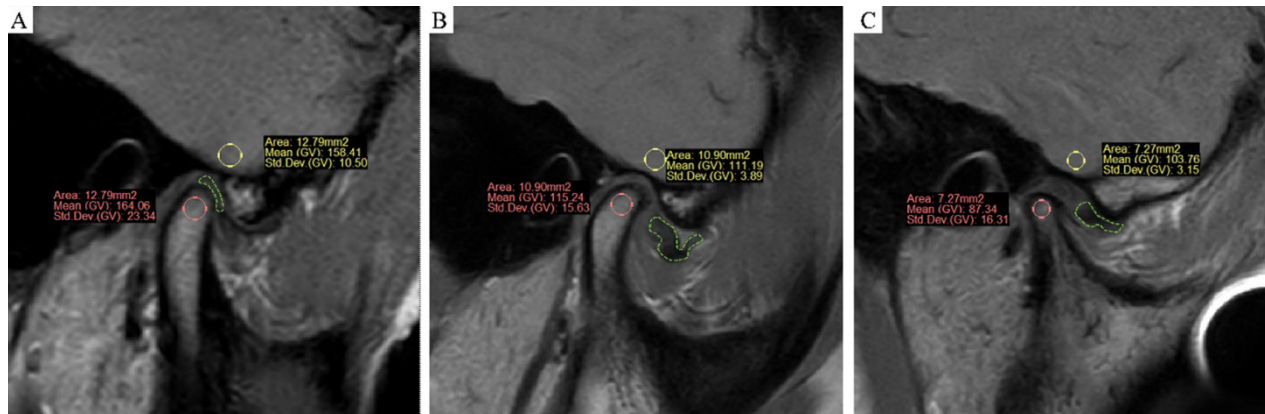 A
Area: 12.79mm2
Mean (GV): 158.41
Std.Dev.(GV): 10.50
Area: 12.79mm2
Mean (GV): 164.06
Std.Dev.(GV): 23.34
B
Area: 10.90mm2
Mean (GV): 111.19
Std.Dev.(GV): 3.89
Area: 10.90mm2
Mean (GV): 115.24
Std.Dev.(GV): 15.63
C
Area: 7.27mm2
Mean (GV): 103.76
Std.Dev.(GV): 3.15
Area: 7.27mm2
Mean (GV): 87.34
Std.Dev.(GV): 16.31